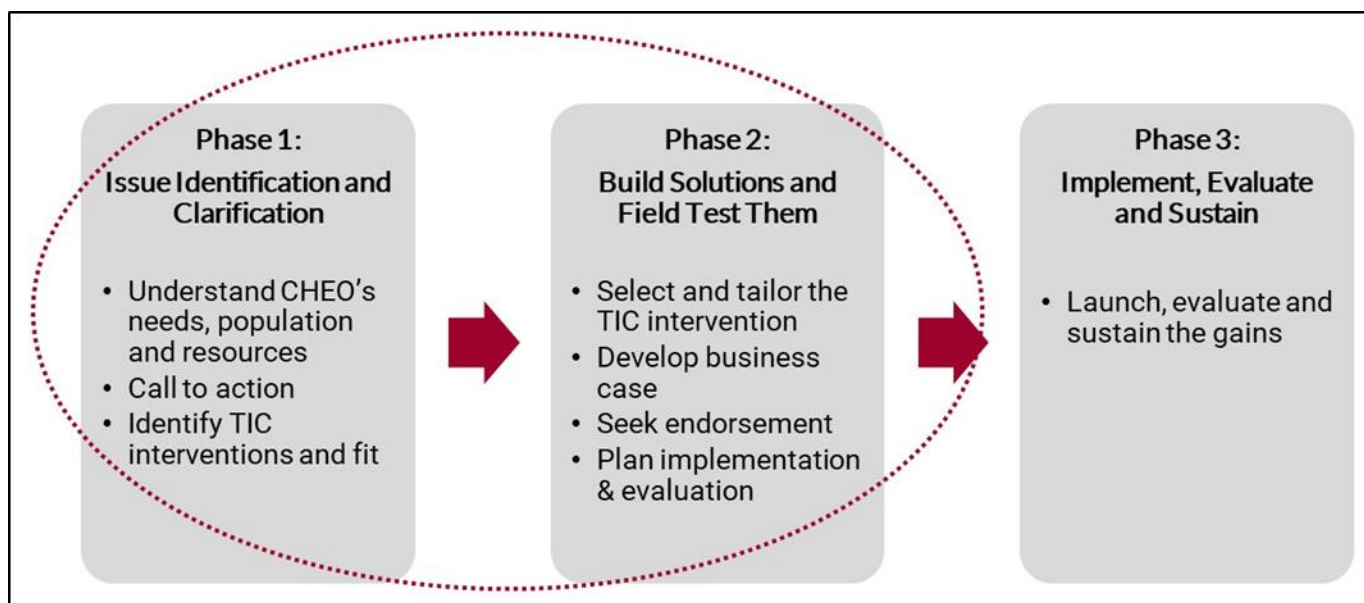 Phase 1:
Issue Identification and
Clarification
• Understand CHEO’s
needs, population
and resources
• Call to action
• Identify TIC
interventions and fit
Phase 2:
Build Solutions and
Field Test Them
• Select and tailor the
TIC intervention
• Develop business
case
• Seek endorsement
• Plan implementation
& evaluation
Phase 3:
Implement, Evaluate
and Sustain
• Launch, evaluate and
sustain the gains